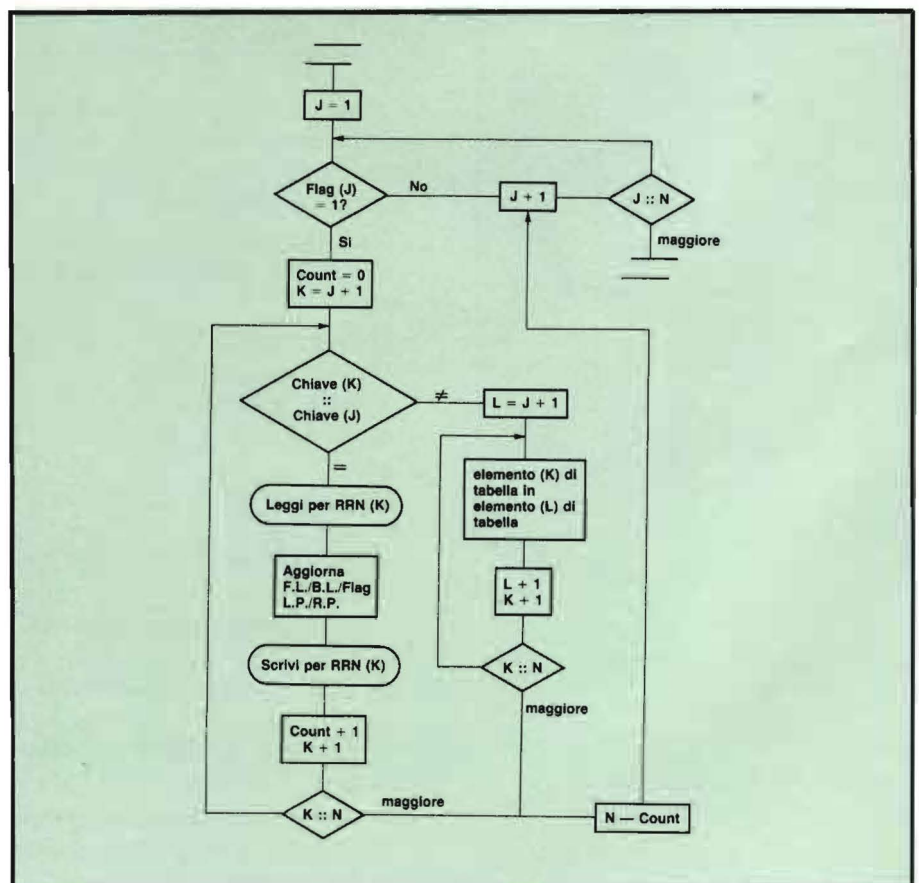 J = 1
Flag (J)
= 1?
No
J + 1
J :: N
maggiore
Si
Count = 0
K = J + 1
Chiave (K)
::
Chiave (J)
≠
L = J + 1
=
elemento (K) di
tabella in
elemento (L) di
tabella
Leggi per RRN (K)
Aggiorna
F.L./B.L./Flag
L.P./R.P.
L + 1
K + 1
Scrivi per RRN (K)
K :: N
maggiore
Count + 1
K + 1
K :: N
maggiore
N — Count